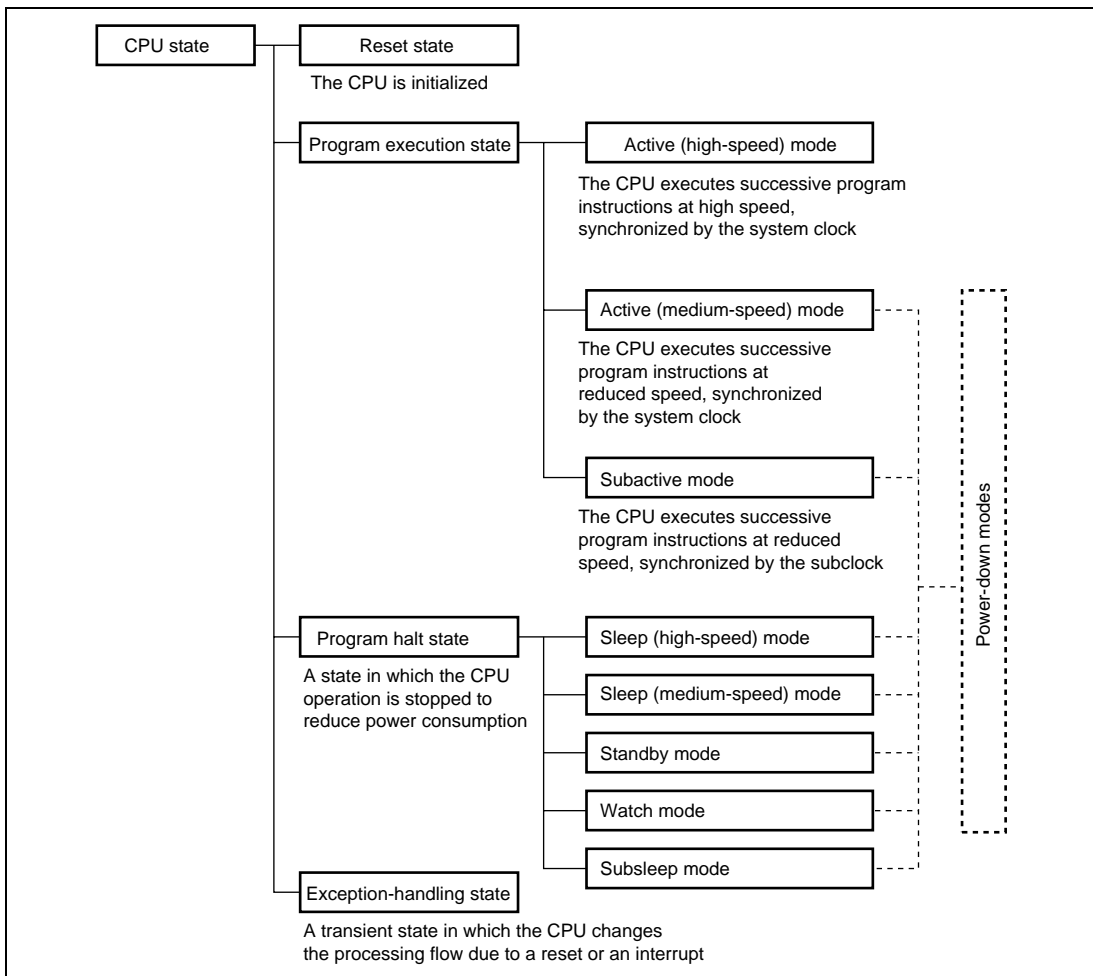 CPU state
Reset state
The CPU is initialized
Program execution state
Active (high-speed) mode
The CPU executes successive program
instructions at high speed,
synchronized by the system clock
Active (medium-speed) mode
The CPU executes successive
program instructions at
reduced speed, synchronized
by the system clock
Subactive mode
The CPU executes successive
program instructions at reduced
speed, synchronized by the subclock
Power-down modes
Program halt state
A state in which the CPU
operation is stopped to
reduce power consumption
Sleep (high-speed) mode
Sleep (medium-speed) mode
Standby mode
Watch mode
Subsleep mode
Exception-handling state
A transient state in which the CPU changes
the processing flow due to a reset or an interrupt